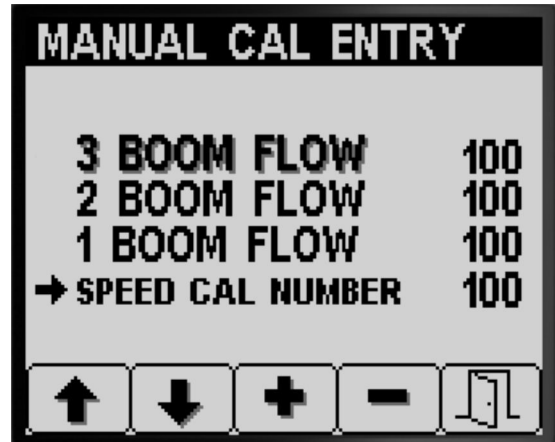 MANUAL CAL ENTRY
3 BOOM FLOW 100
2 BOOM FLOW 100
1 BOOM FLOW 100
SPEED CAL NUMBER 100